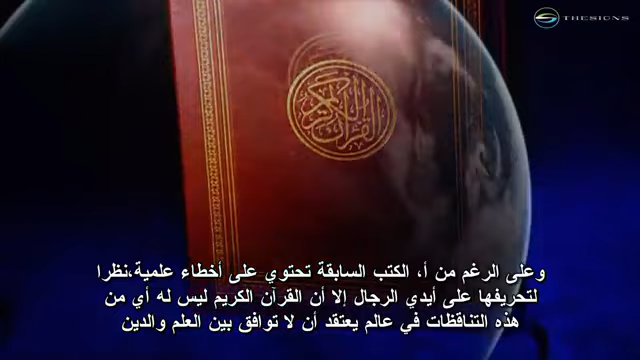 THESIGNS
القرآن الكريم
وعلى الرغم من أ، الكتب السابقة تحتوي على أخطاء علمية،نظرا
لتحريفها على أيدي الرجال إلا أن القرآن الكريم ليس له أي من
هذه التناقظات في عالم يعتقد أن لا توافق بين العلم والدين